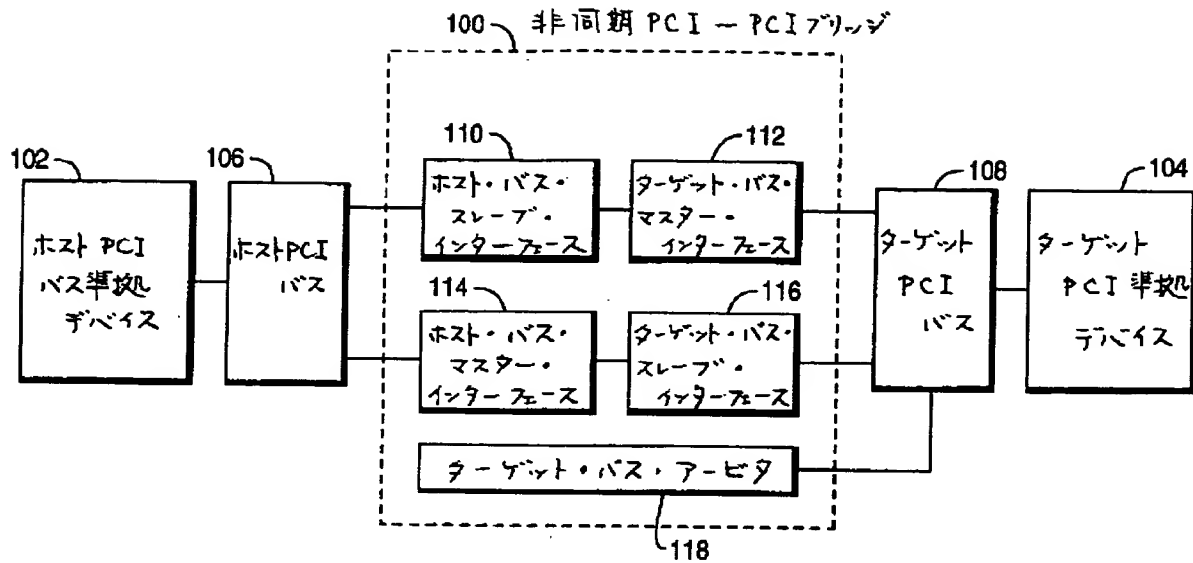 100
非同期PCI－PCIブリッジ
110
112
102
106
108
104
ホスト PCI
バス準拠
デバイス
ホストPCI
バス
ホスト・バス・
スレーブ・
インターフェース
ターゲット・バス・
マスター・
インターフェース
ターゲット
PCI
バス
ターゲット
PCI 準拠
デバイス
114
116
ホスト・バス・
マスター・
インターフェース
ターゲット・バス・
スレーブ・
インターフェース
ターゲット・バス・アービタ
118